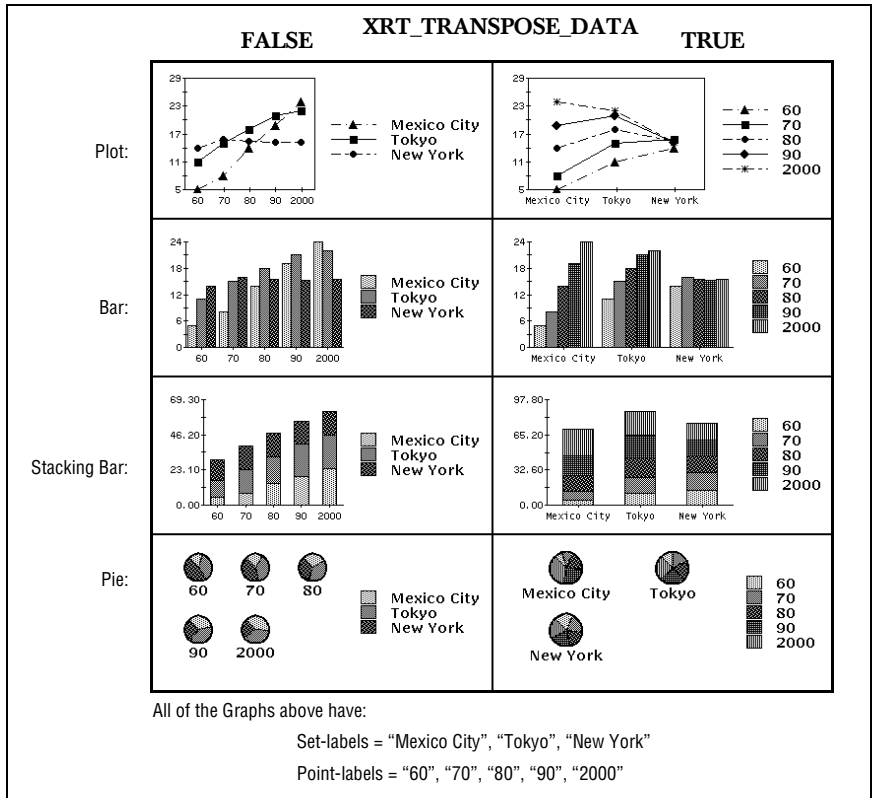 XRT_TRANSPOSE_DATA
FALSE
TRUE
Plot:
29
23
17
11
5
60 70 80 90 2000
Mexico City
Tokyo
New York
29
23
17
11
5
Mexico City Tokyo New York
60
70
80
90
2000
Bar:
24
18
12
6
0
60 70 80 90 2000
Mexico City
Tokyo
New York
24
18
12
6
0
Mexico City Tokyo New York
60
70
80
90
2000
Stacking Bar:
69.30
46.20
23.10
0.00
60 70 80 90 2000
Mexico City
Tokyo
New York
97.80
65.20
32.60
0.00
Mexico City Tokyo New York
60
70
80
90
2000
Pie:
60 70 80
90 2000
Mexico City
Tokyo
New York
Mexico City Tokyo
New York
60
70
80
90
2000
All of the Graphs above have:
Set-labels = “Mexico City”, “Tokyo”, “New York”
Point-labels = “60”, “70”, “80”, “90”, “2000”